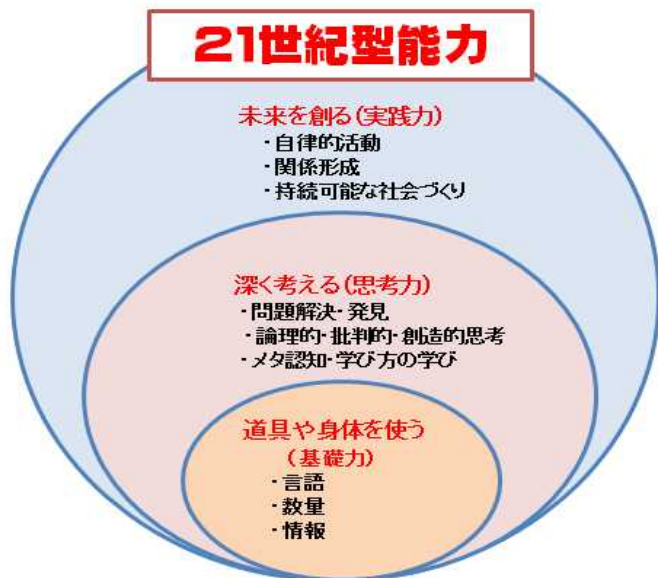 21世紀型能力
未来を創る(実践力)
・自律的活動
・関係形成
・持続可能な社会づくり
深く考える(思考力)
・問題解決・発見
・論理的・批判的・創造的思考
・メタ認知・学び方の学び
道具や身体を使う
(基礎力)
・言語
・数量
・情報